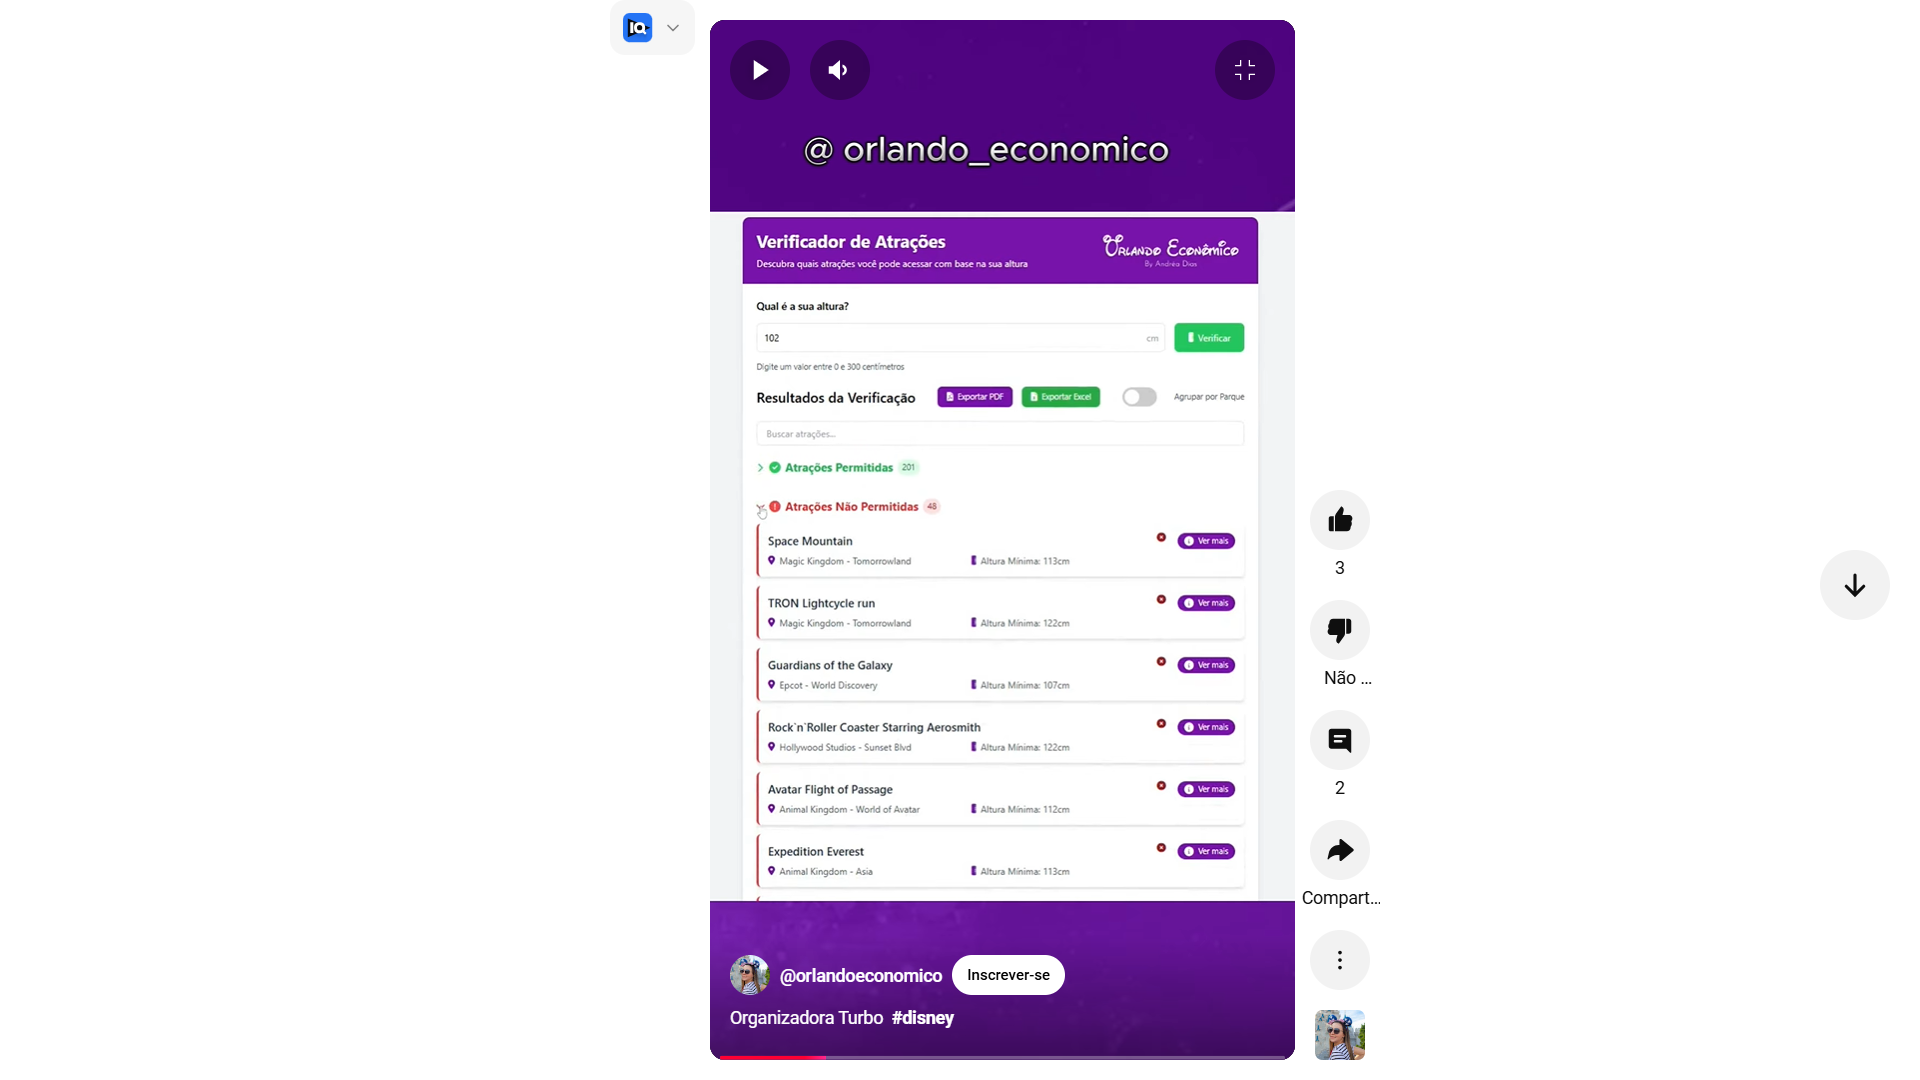 IQ
@ orlando_economico
Verificador de Atrações
Descubra quais atrações você pode acessar com base na sua altura
Orlando Econômico
By Andréa Dias
Qual é a sua altura?
102
cm
Verificar
Digite um valor entre 0 e 300 centímetros
Resultados da Verificação
Exportar PDF
Exportar Excel
Agrupar por Parque
Buscar atrações...
Atrações Permitidas 201
Atrações Não Permitidas 48
Space Mountain
Ver mais
Magic Kingdom - Tomorrowland
Altura Mínima: 113cm
TRON Lightcycle run
Ver mais
Magic Kingdom - Tomorrowland
Altura Mínima: 122cm
Guardians of the Galaxy
Ver mais
Epcot - World Discovery
Altura Mínima: 107cm
Rock`n`Roller Coaster Starring Aerosmith
Ver mais
Hollywood Studios - Sunset Blvd
Altura Mínima: 122cm
Avatar Flight of Passage
Ver mais
Animal Kingdom - World of Avatar
Altura Mínima: 112cm
Expedition Everest
Ver mais
Animal Kingdom - Asia
Altura Mínima: 113cm
@orlandoeconomico
Inscrever-se
Organizadora Turbo #disney
3
Não ...
2
Compart...